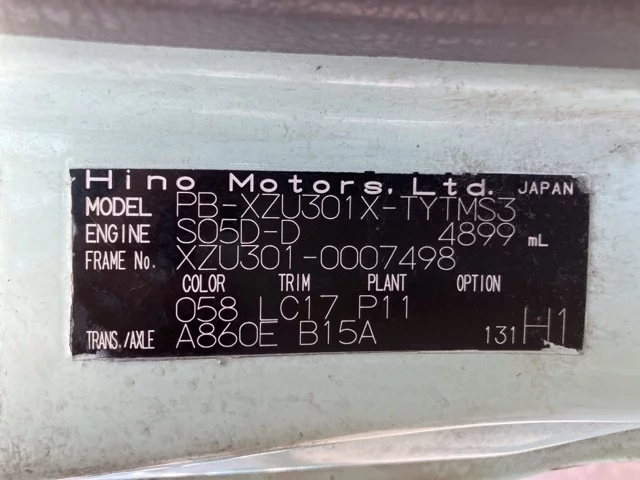 Hino Motors, Ltd. JAPAN
MODEL PB-XZU301X-TYTMS3
ENGINE S05D-D 4899 mL
FRAME No. XZU301-0007498
COLOR TRIM PLANT OPTION
058 LC17 P11
TRANS./AXLE A860E B15A 131 H1